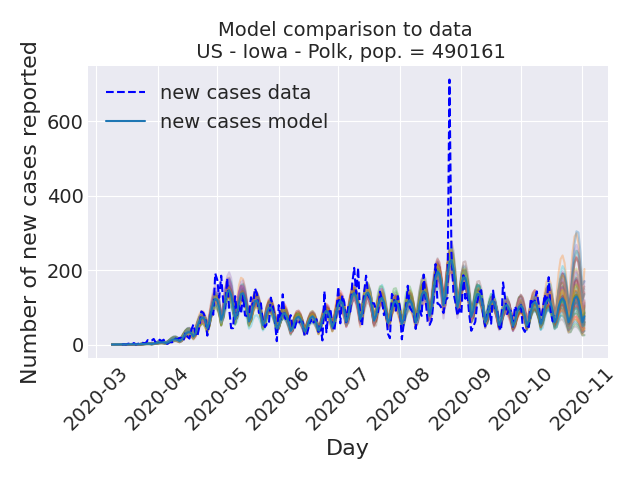 Model comparison to data
US - Iowa - Polk, pop. = 490161
Number of new cases reported
new cases data
new cases model
600
400
200
0
2020-03
2020-04
2020-05
2020-06
2020-07
2020-08
2020-09
2020-10
2020-11
Day